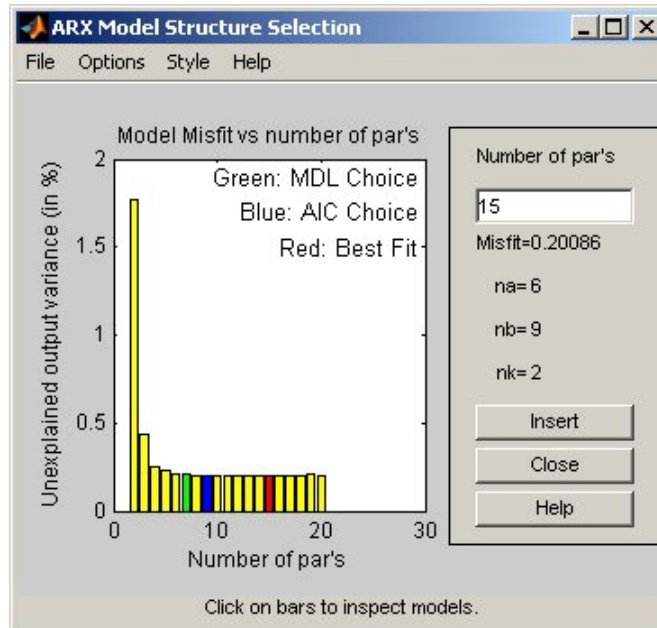 ARX Model Structure Selection
File Options Style Help
Model Misfit vs number of par's
Unexplained output variance (in %)
2
1.5
1
0.5
0
Green: MDL Choice
Blue: AIC Choice
Red: Best Fit
0 10 20 30
Number of par's
Number of par's
15
Misfit=0.20086
na= 6
nb= 9
nk= 2
Insert
Close
Help
Click on bars to inspect models.